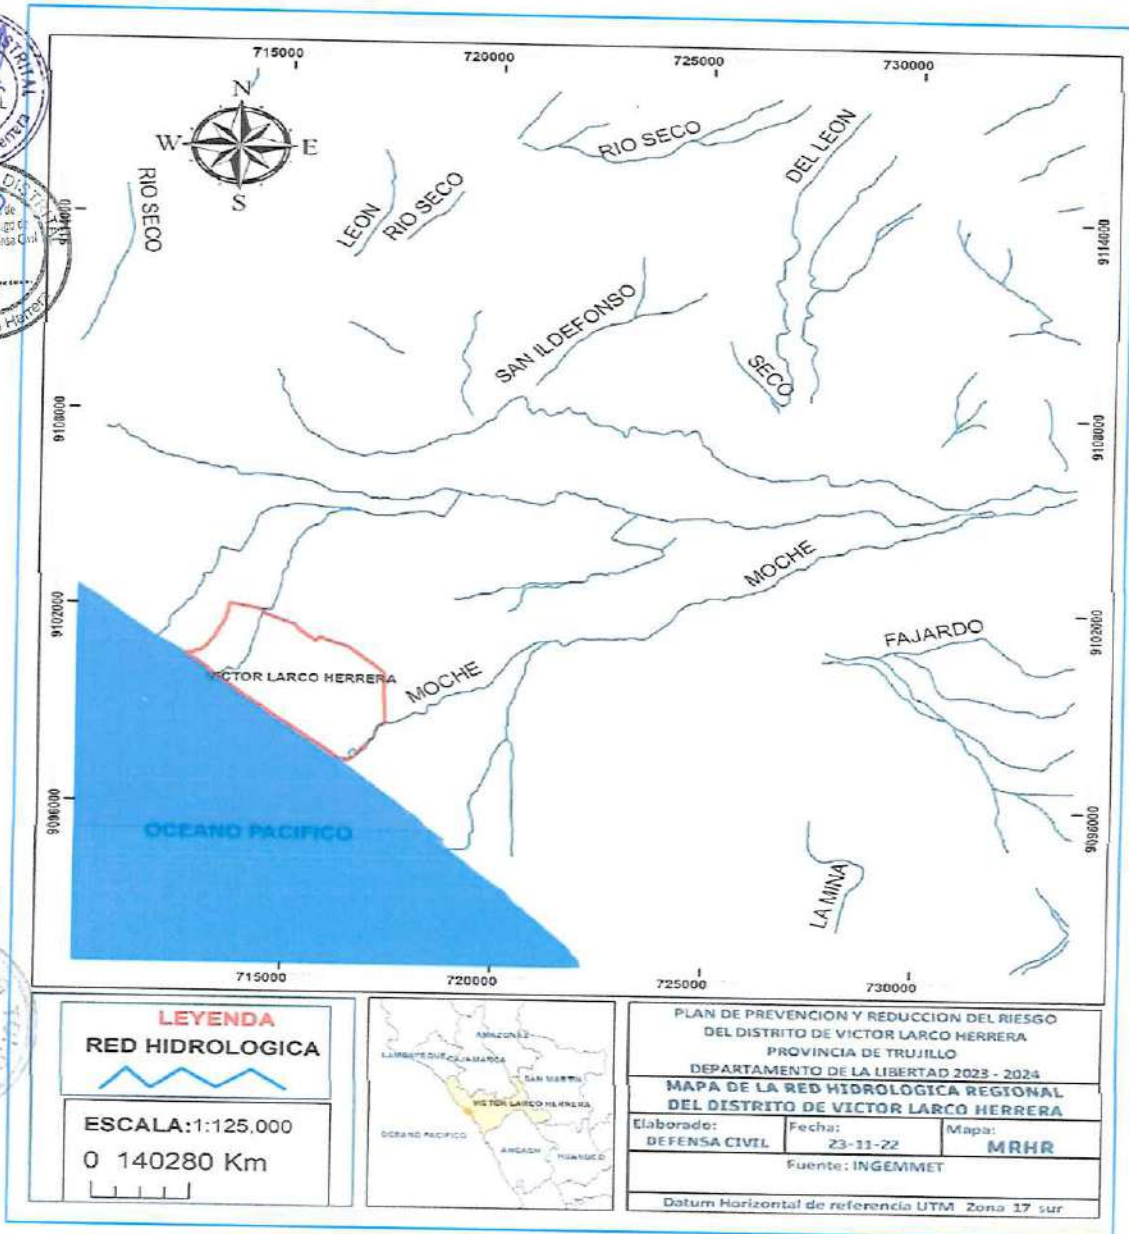 715000
720000
725000
730000
N
W
E
S
RIO SECO
LEON
RIO SECO
RIO SECO
DEL LEON
9114000
SAN ILDEFONSO
SECO
9108000
9108000
MOCHE
9102000
9102000
FAJARDO
VICTOR LARCO HERRERA
MOCHE
9096000
9096000
OCEANO PACIFICO
LA MINA
715000
720000
725000
730000
LEYENDA
RED HIDROLOGICA
ESCALA:1:125,000
0 140280 Km
AMAZONAS
LAMBAYEQUE
CAJAMARCA
SAN MARTIN
VICTOR LARCO HERRERA
OCEANO PACIFICO
ANCASH
HUANUCO
PLAN DE PREVENCION Y REDUCCION DEL RIESGO
DEL DISTRITO DE VICTOR LARCO HERRERA
PROVINCIA DE TRUJILLO
DEPARTAMENTO DE LA LIBERTAD 2023 - 2024
MAPA DE LA RED HIDROLOGICA REGIONAL
DEL DISTRITO DE VICTOR LARCO HERRERA
Elaborado:
DEFENSA CIVIL
Fecha:
23-11-22
Mapa:
MRHR
Fuente: INGEMMET
Datum Horizontal de referencia UTM Zona 17 sur